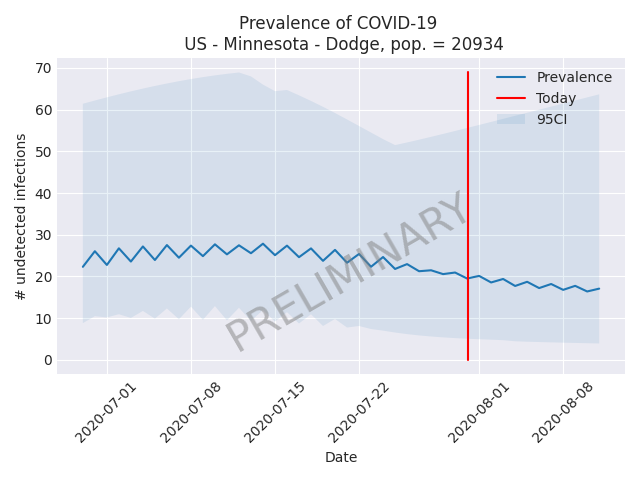 Prevalence of COVID-19
US - Minnesota - Dodge, pop. = 20934
70
60
50
40
30
20
10
0
# undetected infections
Prevalence
Today
95CI
PRELIMINARY
2020-07-01
2020-07-08
2020-07-15
2020-07-22
2020-08-01
2020-08-08
Date